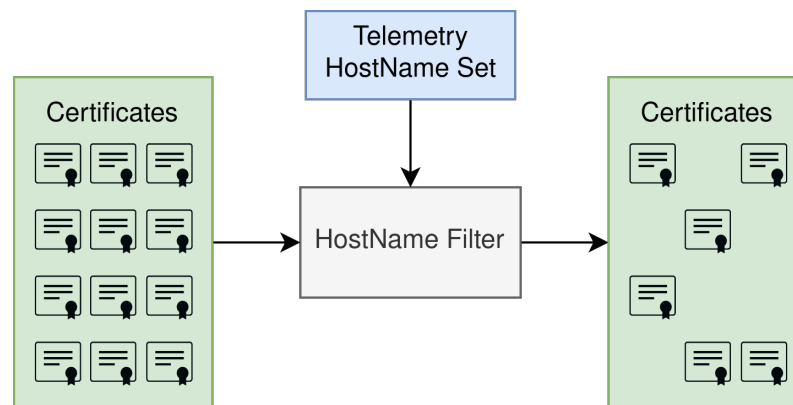 Telemetry
HostName Set
Certificates
HostName Filter
Certificates